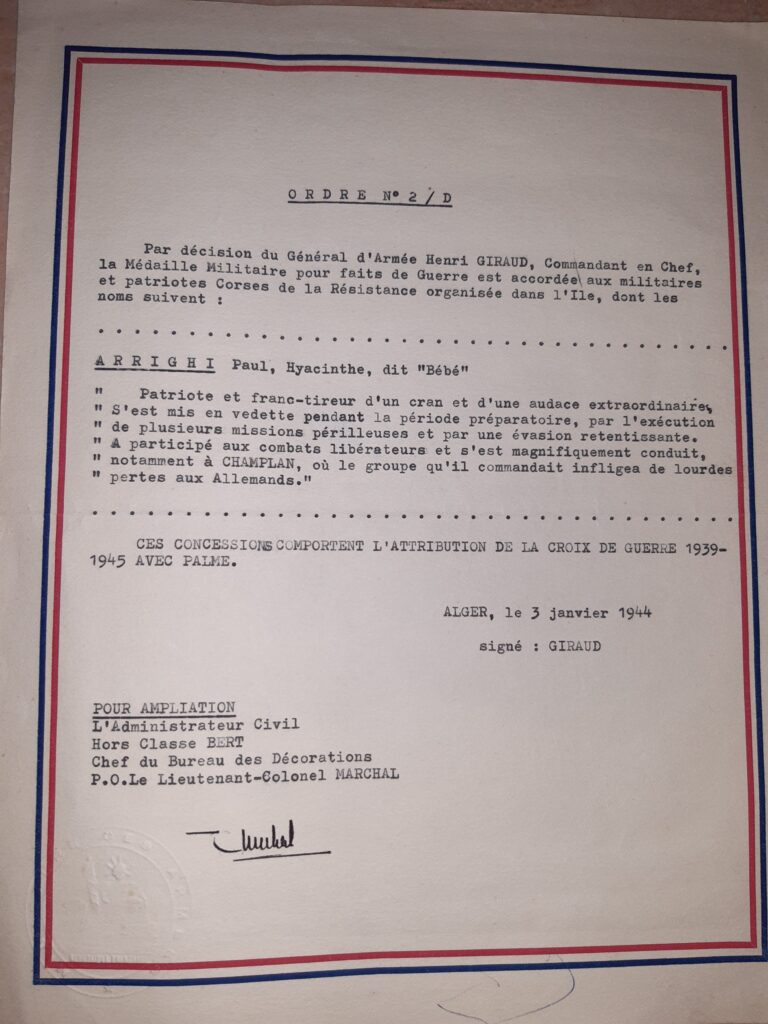 ORDRE N° 2/D
Par décision du Général d'Armée Henri GIRAUD, Commandant en Chef,
la Médaille Militaire pour faits de Guerre est accordée aux militaires
et patriotes Corses de la Résistance organisée dans l'Ile, dont les
noms suivent :
. . . . . . . . . . . . . . . . . . . . . . . . . . . . . . . . . . .
ARRIGHI Paul, Hyacinthe, dit "Bébé"
" Patriote et franc-tireur d'un cran et d'une audace extraordinaire,
" S'est mis en vedette pendant la période préparatoire, par l'exécution
" de plusieurs missions périlleuses et par une évasion retentissante.
" A participé aux combats libérateurs et s'est magnifiquement conduit,
" notamment à CHAMPLAN, où le groupe qu'il commandait infligea de lourdes
" pertes aux Allemands."
. . . . . . . . . . . . . . . . . . . . . . . . . . . . . . . . . . .
CES CONCESSIONS COMPORTENT L'ATTRIBUTION DE LA CROIX DE GUERRE 1939-
1945 AVEC PALME.
ALGER, le 3 janvier 1944
signé : GIRAUD
POUR AMPLIATION
L'Administrateur Civil
Hors Classe BERT
Chef du Bureau des Décorations
P.O.Le Lieutenant-Colonel MARCHAL